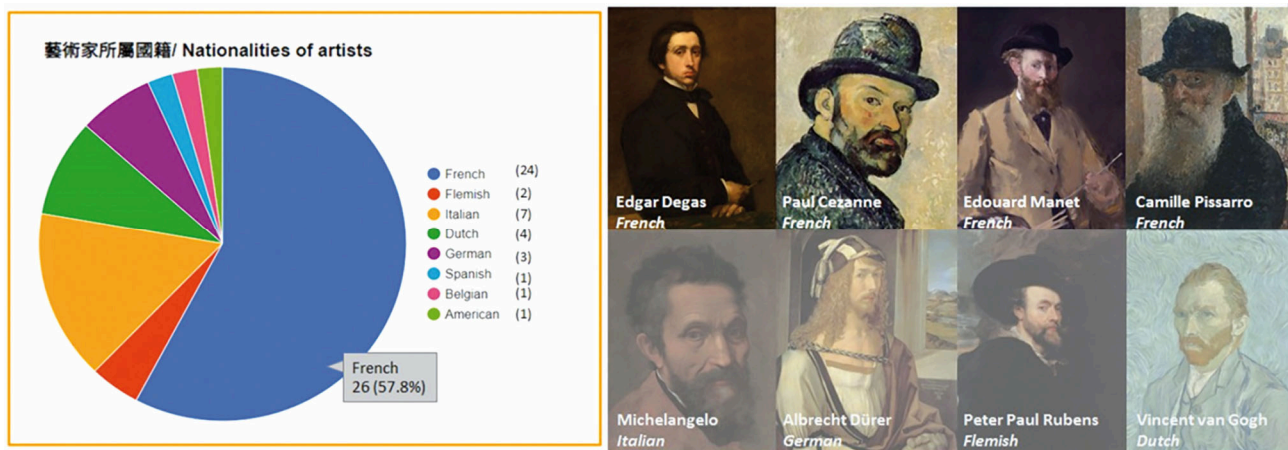 藝術家所屬國籍/ Nationalities of artists
French (24)
Flemish (2)
Italian (7)
Dutch (4)
German (3)
Spanish (1)
Belgian (1)
American (1)
French
26 (57.8%)
Edgar Degas
French
Paul Cezanne
French
Edouard Manet
French
Camille Pissarro
French
Michelangelo
Italian
Albrecht Dürer
German
Peter Paul Rubens
Flemish
Vincent van Gogh
Dutch